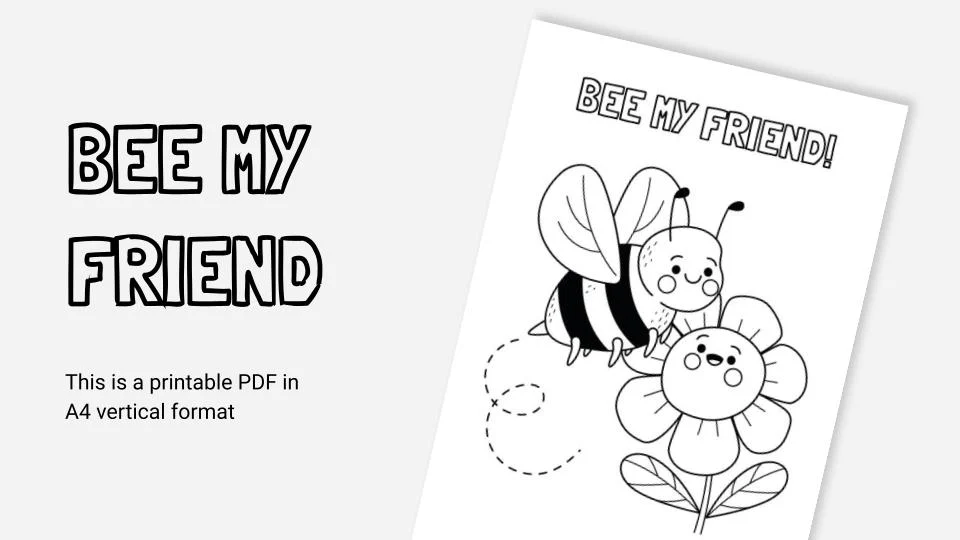 BEE MY
FRIEND
This is a printable PDF in
A4 vertical format
BEE MY FRIEND!